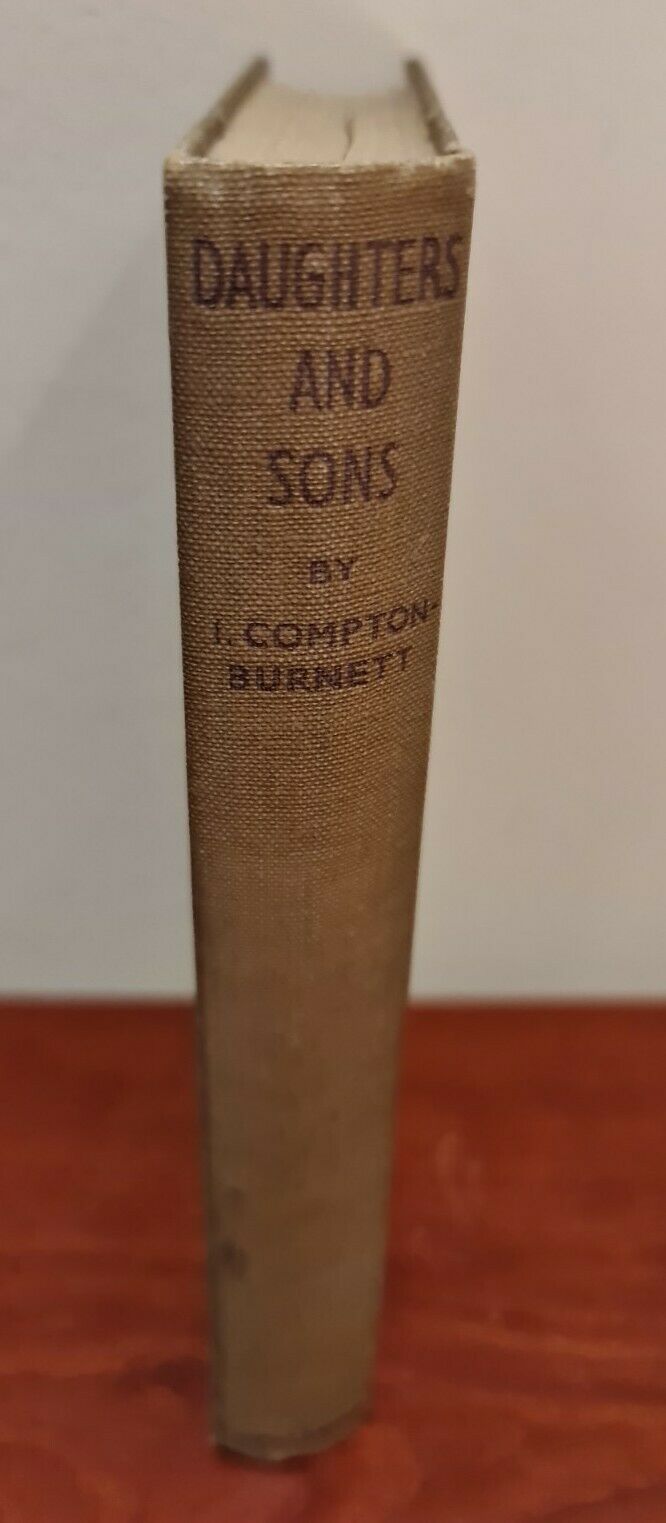 DAUGHTERS
AND
SONS
BY
I. COMPTON-
BURNETT